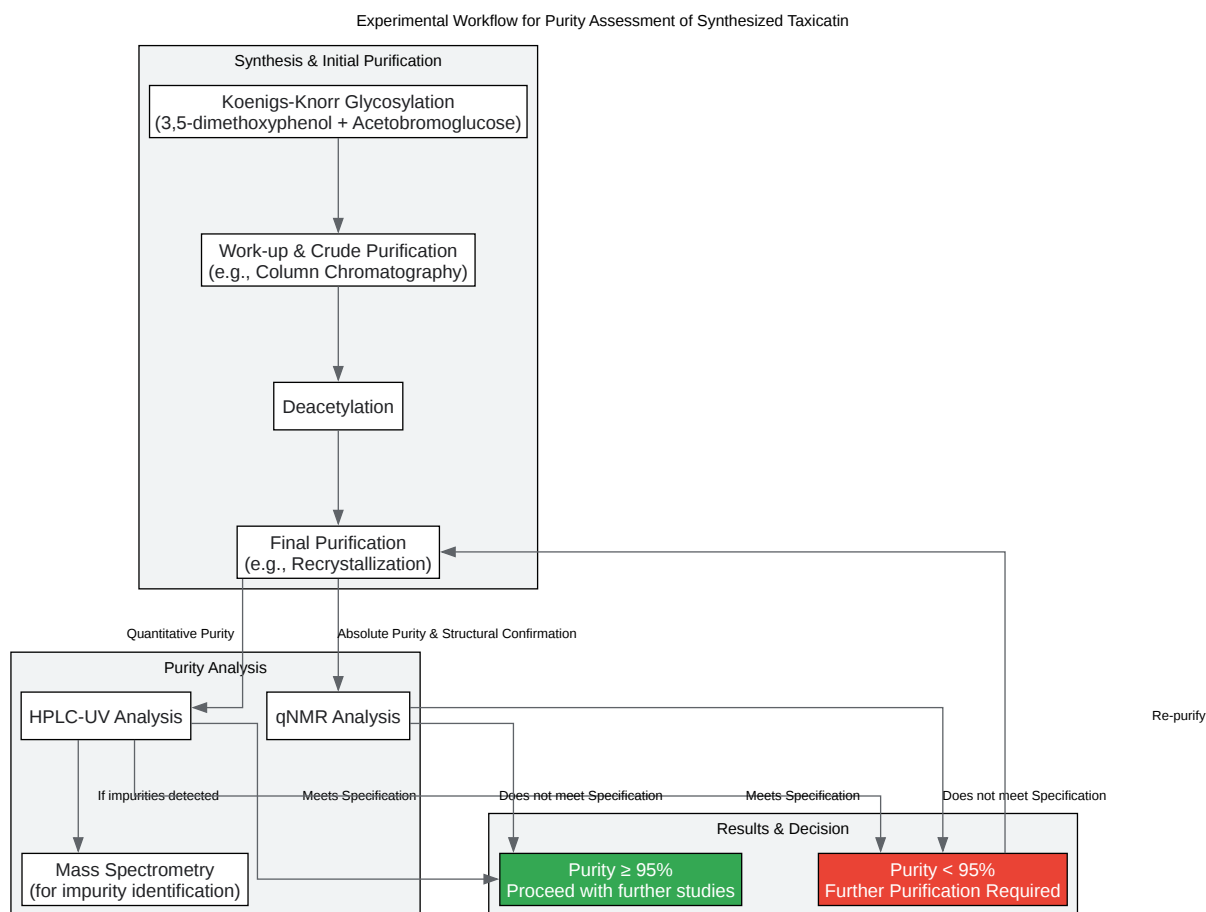 Experimental Workflow for Purity Assessment of Synthesized Taxicatin
Synthesis & Initial Purification
Koenigs-Knorr Glycosylation
(3,5-dimethoxyphenol + Acetobromoglucose)
Work-up & Crude Purification
(e.g., Column Chromatography)
Deacetylation
Final Purification
(e.g., Recrystallization)
Quantitative Purity
Absolute Purity & Structural Confirmation
Purity Analysis
HPLC-UV Analysis
qNMR Analysis
Re-purify
If impurities detected
Meets Specification
Does not meet Specification
Meets Specification
Does not meet Specification
Results & Decision
Mass Spectrometry
(for impurity identification)
Purity ≥ 95%
Proceed with further studies
Purity < 95%
Further Purification Required